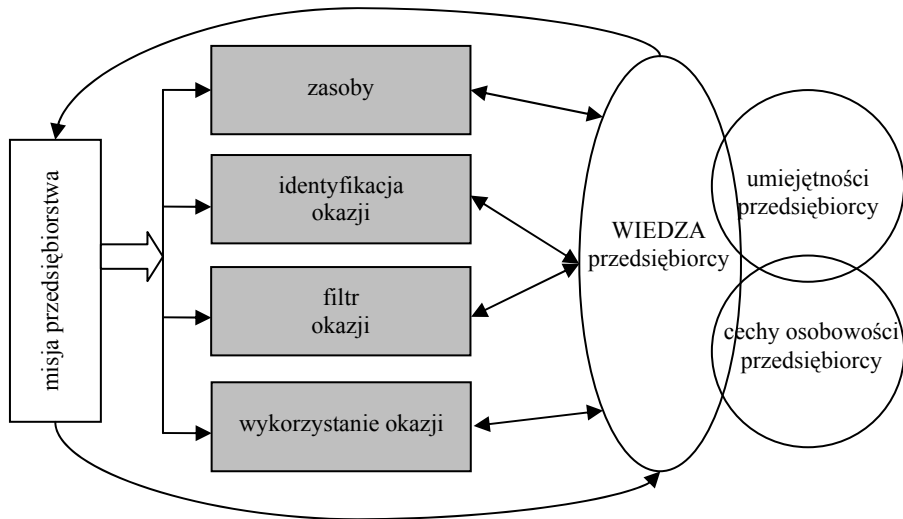 misja przedsiębiorstwa
zasoby
identyfikacja
okazji
filtr
okazji
wykorzystanie okazji
WIEDZA
przedsiębiorcy
umiejętności
przedsiębiorcy
cechy osobowości
przedsiębiorcy